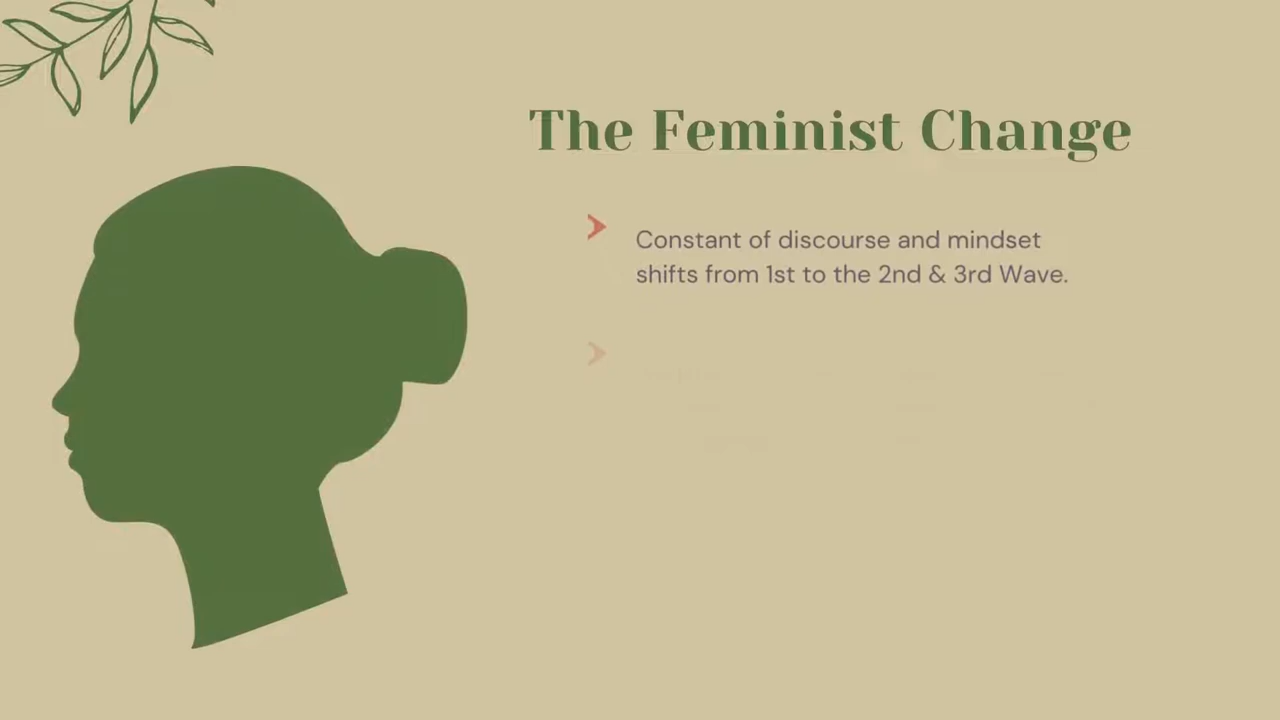 The Feminist Change
Constant of discourse and mindset
shifts from 1st to the 2nd & 3rd Wave.